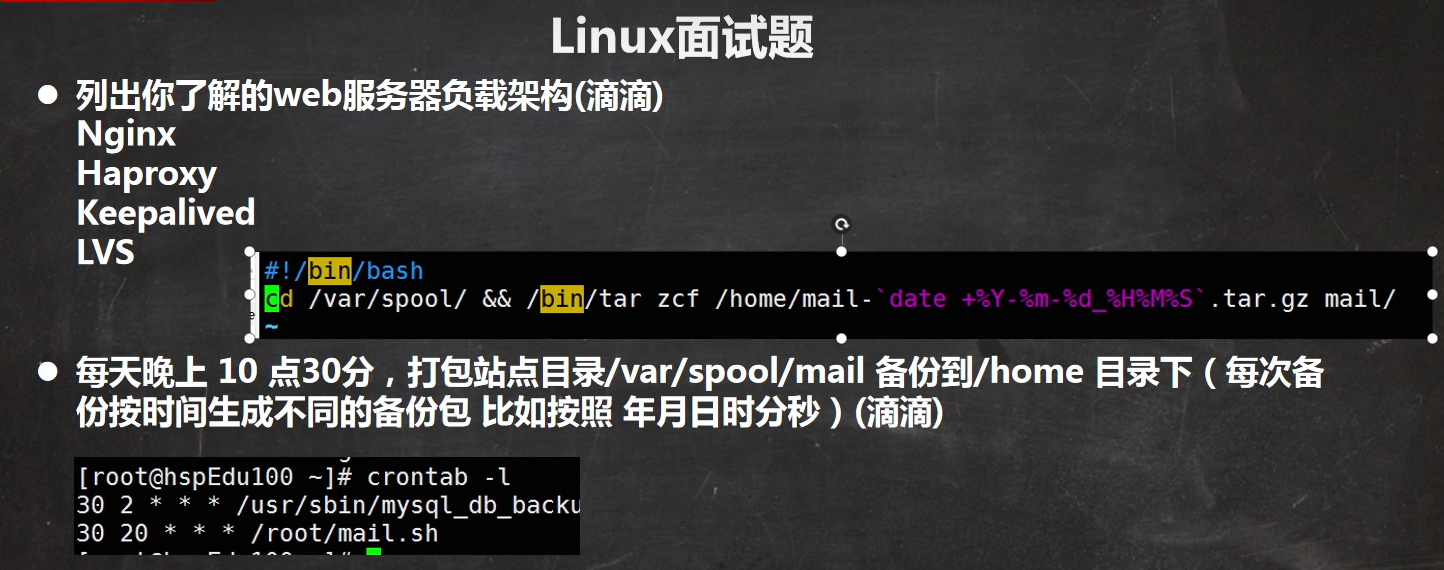 Linux面试题
列出你了解的web服务器负载架构(滴滴)
Nginx
Haproxy
Keepalived
LVS
#!/bin/bash
cd /var/spool/ && /bin/tar zcf /home/mail-`date +%Y-%m-%d_%H%M%S`.tar.gz mail/
~
每天晚上 10 点30分，打包站点目录/var/spool/mail 备份到/home 目录下（每次备
份按时间生成不同的备份包 比如按照 年月日时分秒）(滴滴)
[root@hspEdu100 ~]# crontab -l
30 2 * * * /usr/sbin/mysql_db_backu
30 20 * * * /root/mail.sh